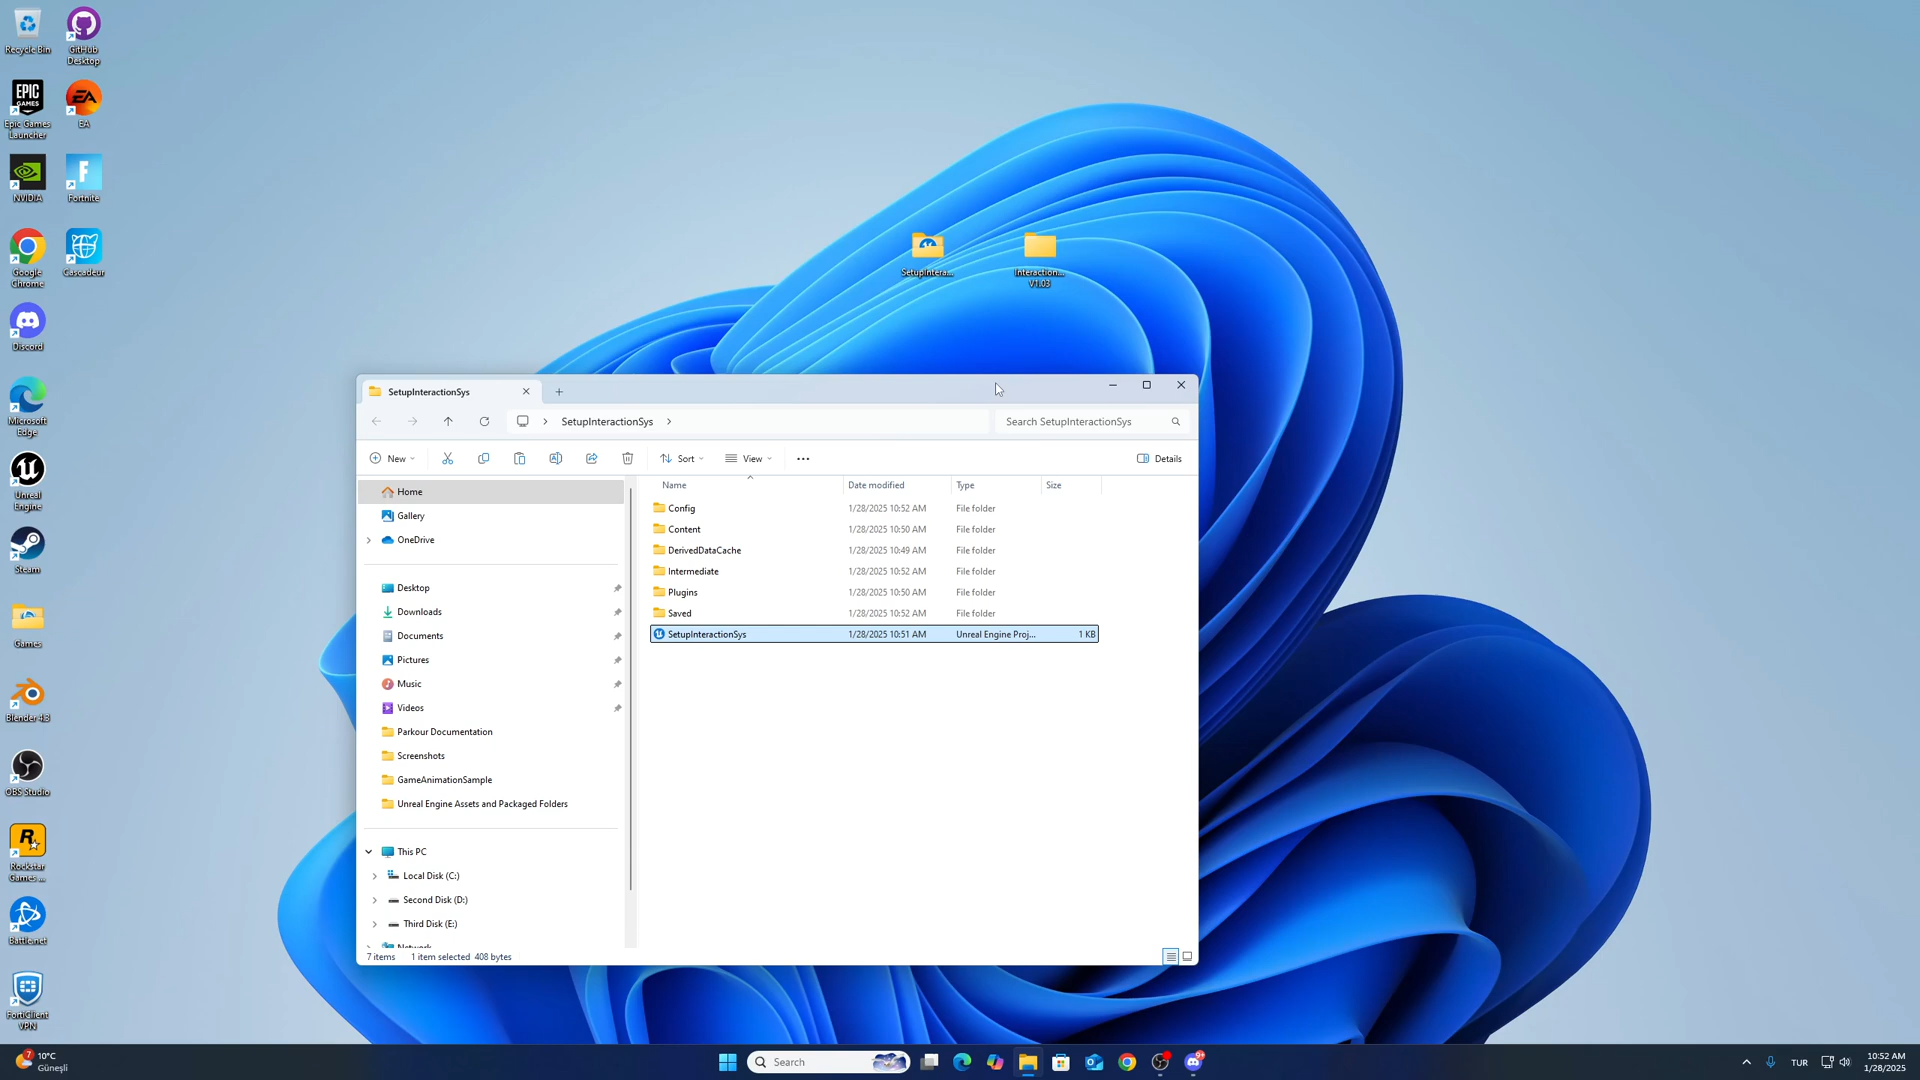 Recycle Bin
GitHub
Desktop
EPIC
GAMES
Epic Games
Launcher
EA
EA
NVIDIA
F
Fortnite
Google
Chrome
Cascadeur
Discord
Microsoft
Edge
Unreal
Engine
Steam
Games
Blender 4.3
OBS Studio
R
Rockstar
Games ...
Battle.net
FortiClient
VPN
SetupIntera...
Interaction...
V1.03
SetupInteractionSys
SetupInteractionSys
Search SetupInteractionSys
New
Sort
View
Details
Home
Gallery
OneDrive
Desktop
Downloads
Documents
Pictures
Music
Videos
Parkour Documentation
Screenshots
GameAnimationSample
Unreal Engine Assets and Packaged Folders
This PC
Local Disk (C:)
Second Disk (D:)
Third Disk (E:)
Network
Name Date modified Type Size
Config 1/28/2025 10:52 AM File folder
Content 1/28/2025 10:50 AM File folder
DerivedDataCache 1/28/2025 10:49 AM File folder
Intermediate 1/28/2025 10:52 AM File folder
Plugins 1/28/2025 10:50 AM File folder
Saved 1/28/2025 10:52 AM File folder
SetupInteractionSys 1/28/2025 10:51 AM Unreal Engine Proj... 1 KB
7 items 1 item selected 408 bytes
7
10°C
Güneşli
Search
9+
TUR
10:52 AM
1/28/2025